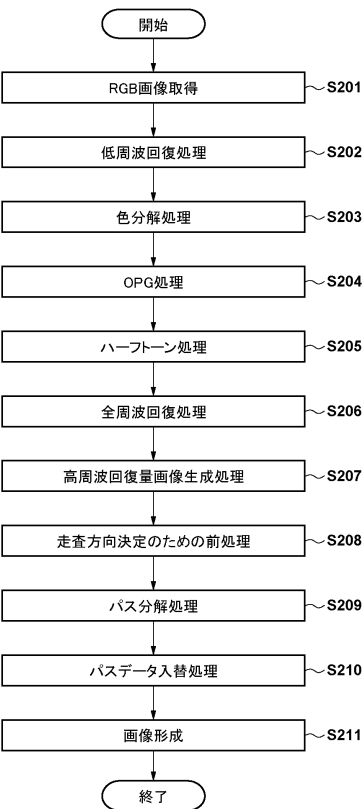 開始
RGB画像取得 S201
低周波回復処理 S202
色分解処理 S203
OPG処理 S204
ハーフトーン処理 S205
全周波回復処理 S206
高周波回復量画像生成処理 S207
走査方向決定のための前処理 S208
パス分解処理 S209
パスデータ入替処理 S210
画像形成 S211
終了